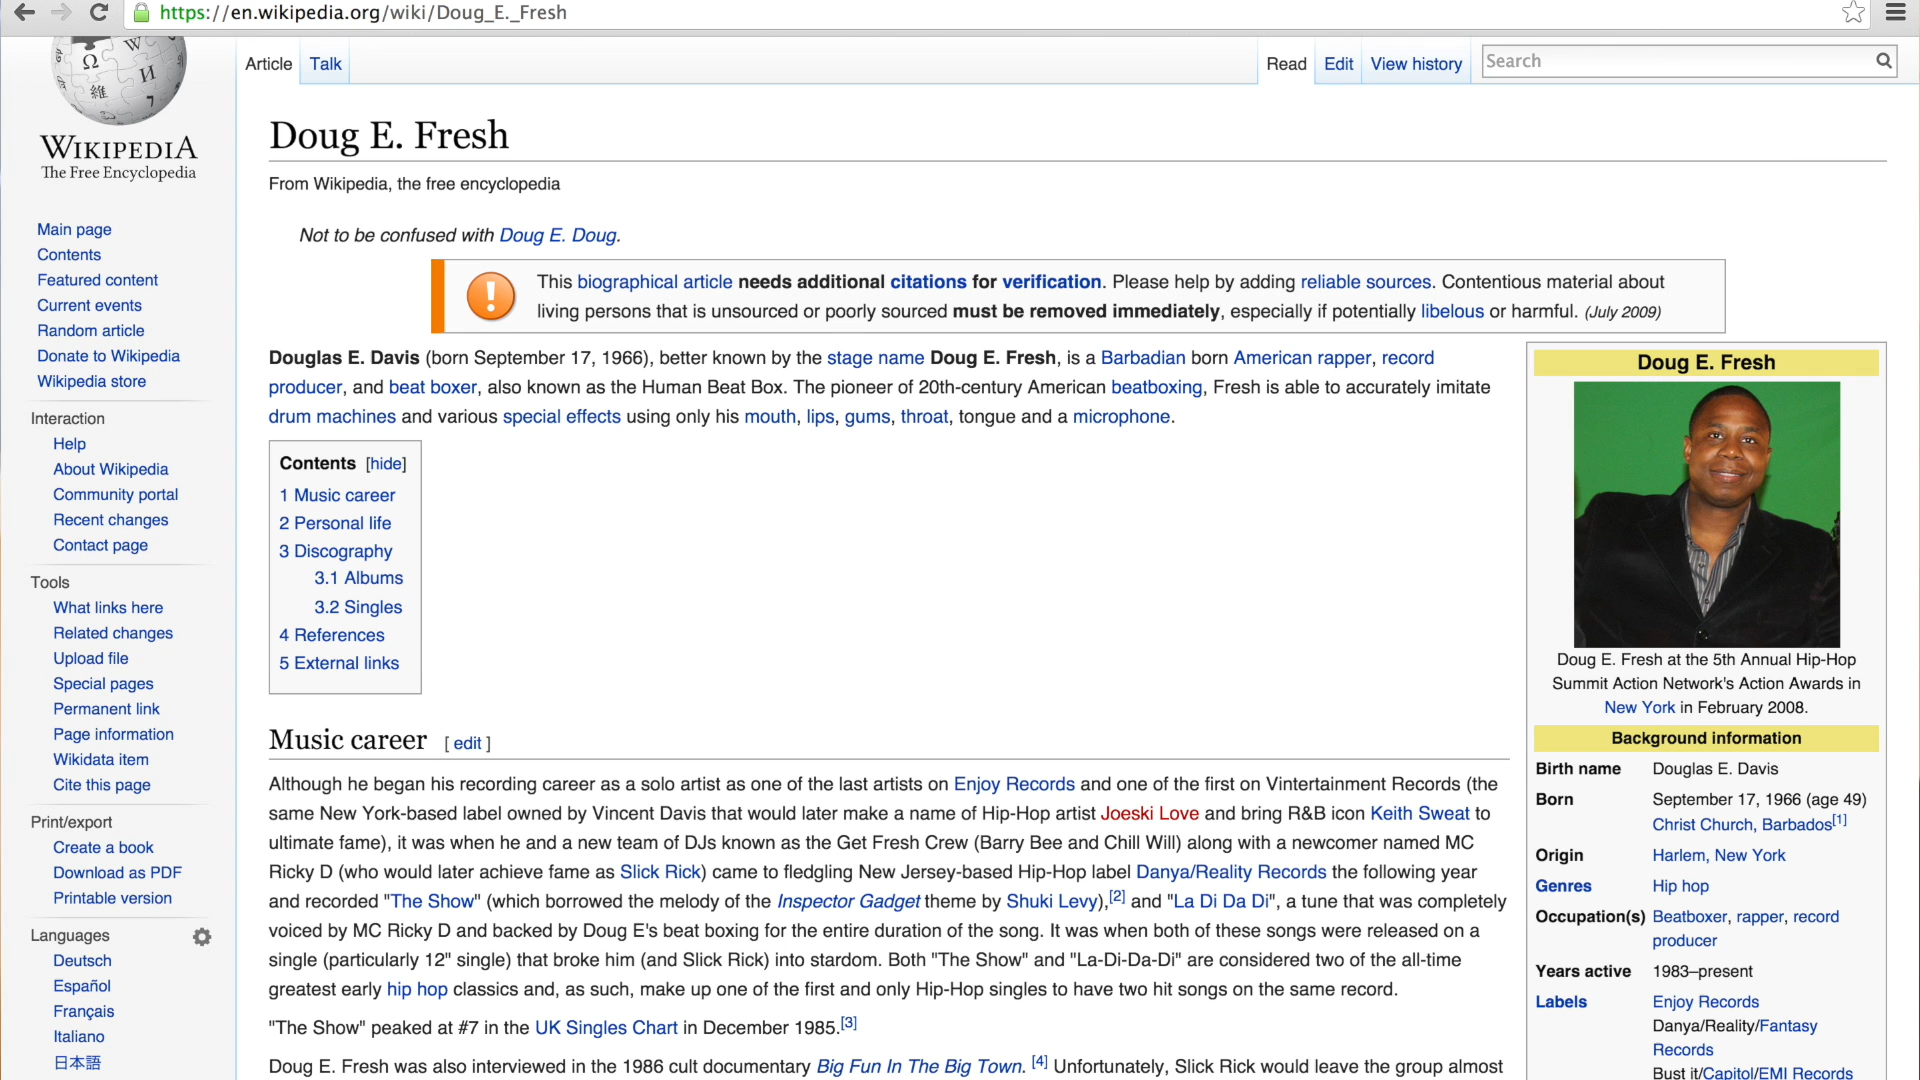 https://en.wikipedia.org/wiki/Doug_E._Fresh
WIKIPEDIA
The Free Encyclopedia
Main page
Contents
Featured content
Current events
Random article
Donate to Wikipedia
Wikipedia store
Interaction
Help
About Wikipedia
Community portal
Recent changes
Contact page
Tools
What links here
Related changes
Upload file
Special pages
Permanent link
Page information
Wikidata item
Cite this page
Print/export
Create a book
Download as PDF
Printable version
Languages
Deutsch
Español
Français
Italiano
日本語
Article Talk
Read Edit View history Search
Doug E. Fresh
From Wikipedia, the free encyclopedia
Not to be confused with Doug E. Doug.
This biographical article needs additional citations for verification. Please help by adding reliable sources. Contentious material about
living persons that is unsourced or poorly sourced must be removed immediately, especially if potentially libelous or harmful. (July 2009)
Douglas E. Davis (born September 17, 1966), better known by the stage name Doug E. Fresh, is a Barbadian born American rapper, record
producer, and beat boxer, also known as the Human Beat Box. The pioneer of 20th-century American beatboxing, Fresh is able to accurately imitate
drum machines and various special effects using only his mouth, lips, gums, throat, tongue and a microphone.
Contents [hide]
1 Music career
2 Personal life
3 Discography
3.1 Albums
3.2 Singles
4 References
5 External links
Music career [ edit ]
Although he began his recording career as a solo artist as one of the last artists on Enjoy Records and one of the first on Vintertainment Records (the
same New York-based label owned by Vincent Davis that would later make a name of Hip-Hop artist Joeski Love and bring R&B icon Keith Sweat to
ultimate fame), it was when he and a new team of DJs known as the Get Fresh Crew (Barry Bee and Chill Will) along with a newcomer named MC
Ricky D (who would later achieve fame as Slick Rick) came to fledgling New Jersey-based Hip-Hop label Danya/Reality Records the following year
and recorded "The Show" (which borrowed the melody of the Inspector Gadget theme by Shuki Levy),[2] and "La Di Da Di", a tune that was completely
voiced by MC Ricky D and backed by Doug E's beat boxing for the entire duration of the song. It was when both of these songs were released on a
single (particularly 12" single) that broke him (and Slick Rick) into stardom. Both "The Show" and "La-Di-Da-Di" are considered two of the all-time
greatest early hip hop classics and, as such, make up one of the first and only Hip-Hop singles to have two hit songs on the same record.
"The Show" peaked at #7 in the UK Singles Chart in December 1985.[3]
Doug E. Fresh was also interviewed in the 1986 cult documentary Big Fun In The Big Town. [4] Unfortunately, Slick Rick would leave the group almost
Doug E. Fresh
Doug E. Fresh at the 5th Annual Hip-Hop
Summit Action Network's Action Awards in
New York in February 2008.
Background information
Birth name Douglas E. Davis
Born September 17, 1966 (age 49)
Christ Church, Barbados[1]
Origin Harlem, New York
Genres Hip hop
Occupation(s) Beatboxer, rapper, record
producer
Years active 1983–present
Labels Enjoy Records
Danya/Reality/Fantasy
Records
Bust it/Capitol/EMI Records